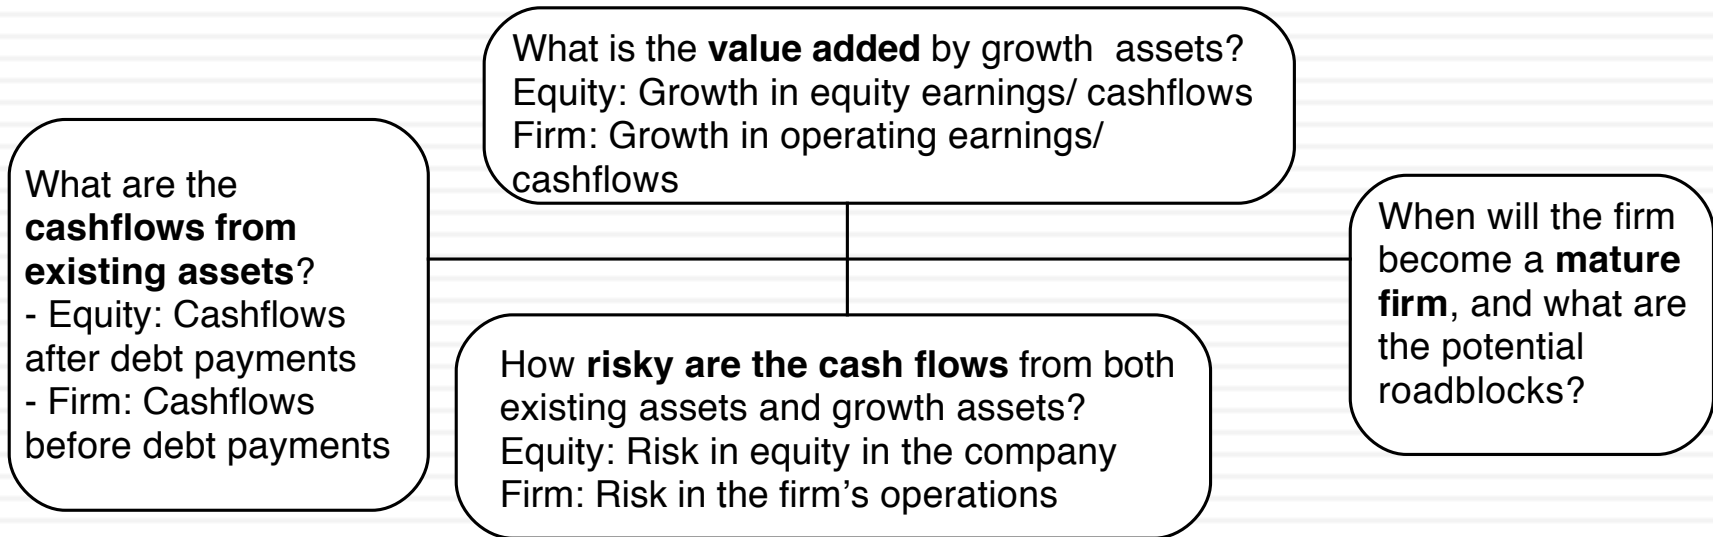 What is the value added by growth assets?
Equity: Growth in equity earnings/ cashflows
Firm: Growth in operating earnings/
cashflows
What are the
cashflows from
existing assets?
- Equity: Cashflows
after debt payments
- Firm: Cashflows
before debt payments
How risky are the cash flows from both
existing assets and growth assets?
Equity: Risk in equity in the company
Firm: Risk in the firm's operations
When will the firm
become a mature
firm, and what are
the potential
roadblocks?